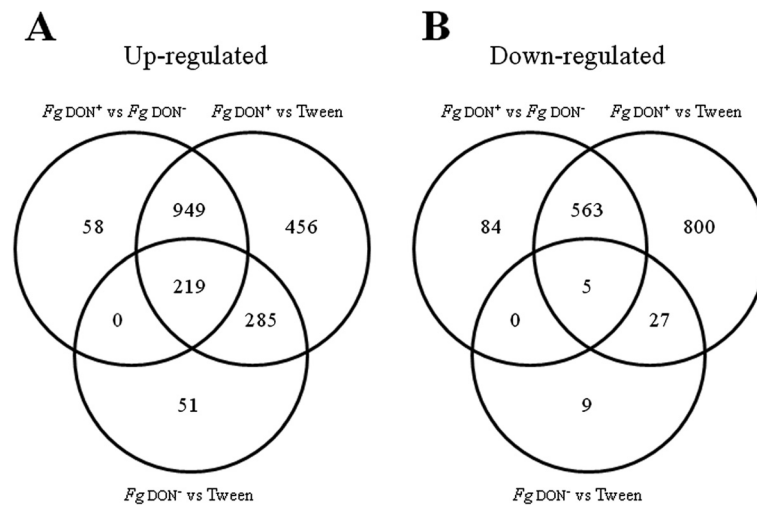 A
Up-regulated
Fg DON⁺ vs Fg DON⁻
Fg DON⁺ vs Tween
58
949
456
219
0
285
51
Fg DON⁻ vs Tween
B
Down-regulated
Fg DON⁺ vs Fg DON⁻
Fg DON⁺ vs Tween
84
563
800
5
0
27
9
Fg DON⁻ vs Tween